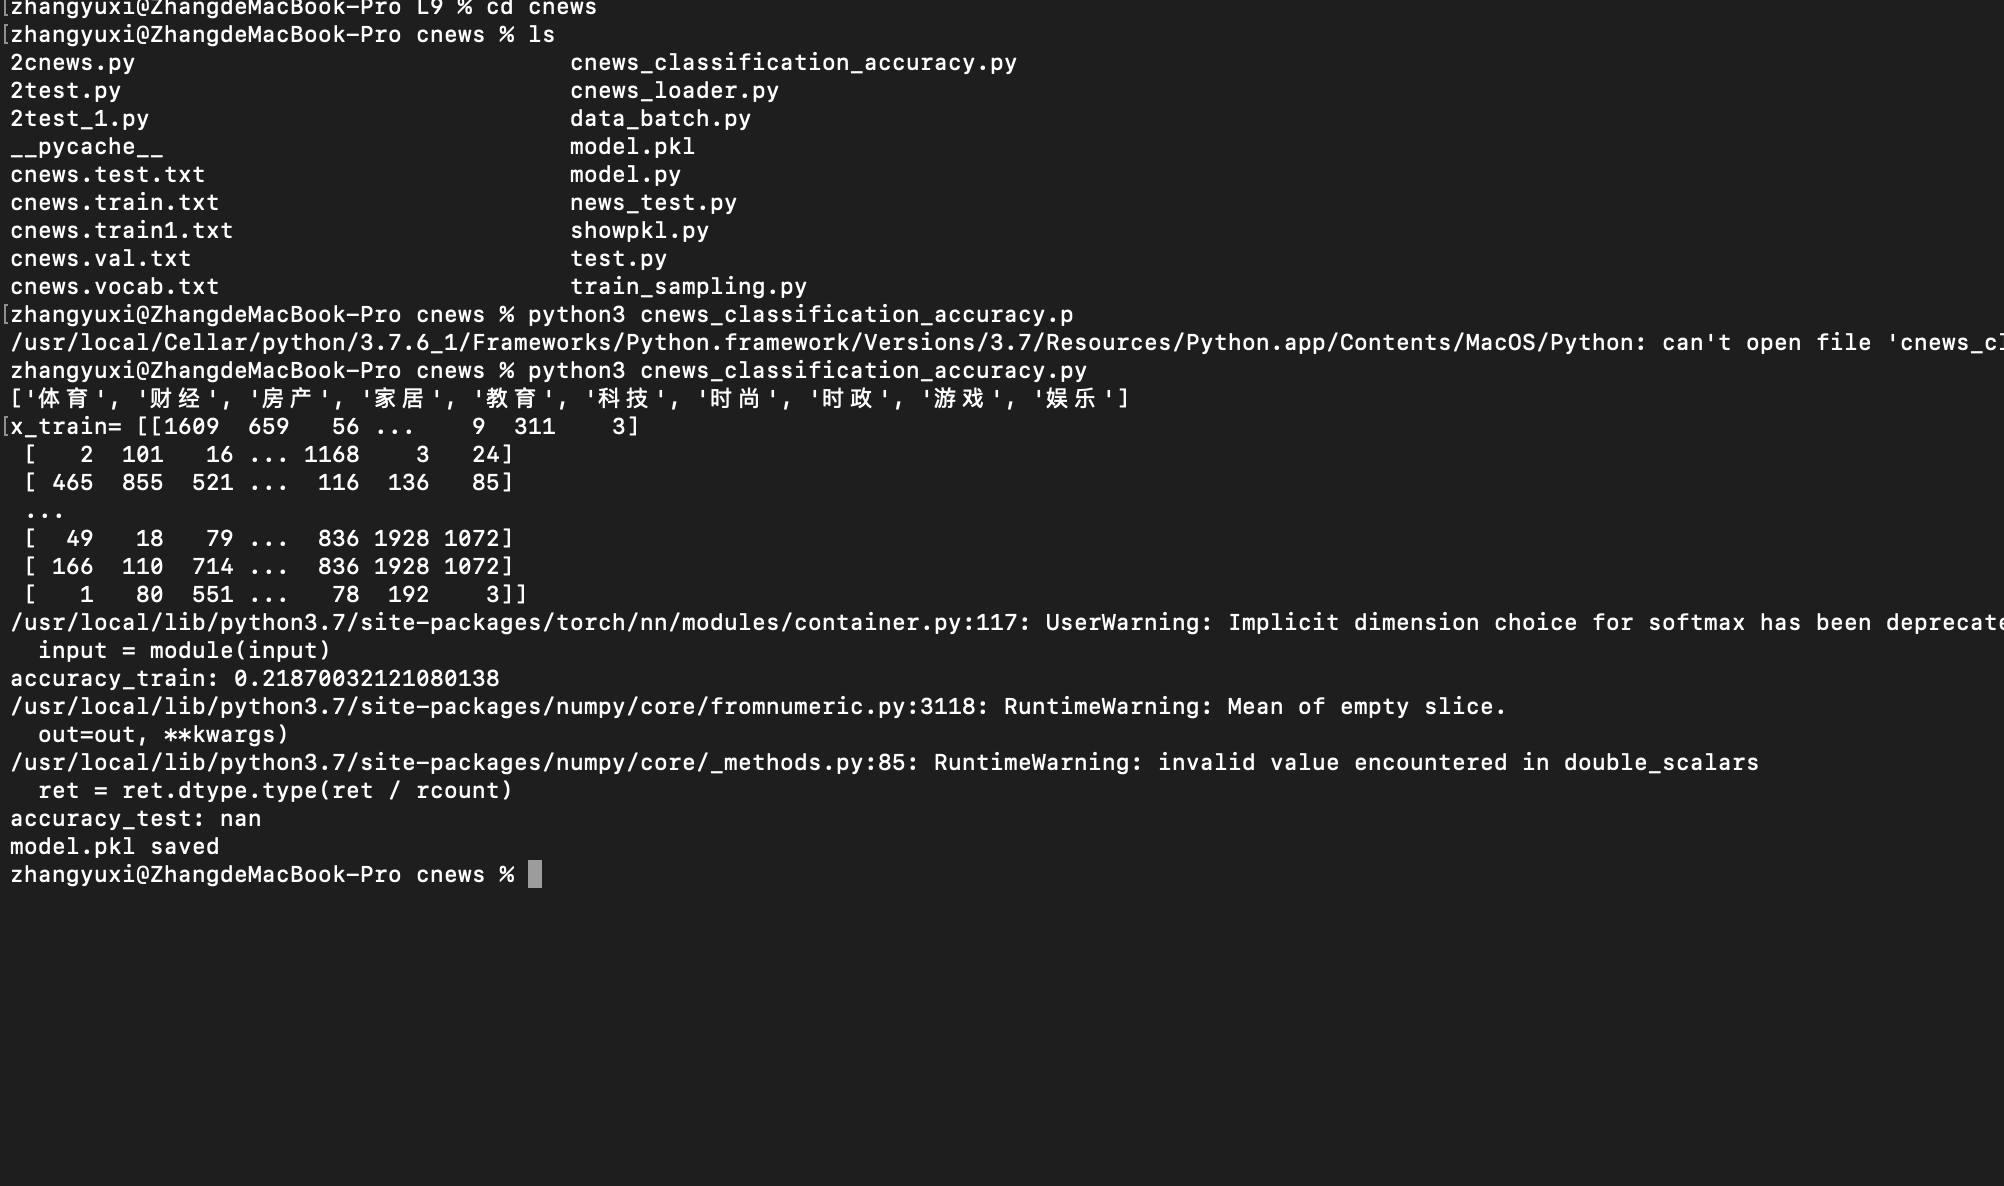 zhangyuxi@ZhangdeMacBook-Pro L9 % cd cnews
[zhangyuxi@ZhangdeMacBook-Pro cnews % ls
2cnews.py cnews_classification_accuracy.py
2test.py cnews_loader.py
2test_1.py data_batch.py
__pycache__ model.pkl
cnews.test.txt model.py
cnews.train.txt news_test.py
cnews.train1.txt showpkl.py
cnews.val.txt test.py
cnews.vocab.txt train_sampling.py
[zhangyuxi@ZhangdeMacBook-Pro cnews % python3 cnews_classification_accuracy.p
/usr/local/Cellar/python/3.7.6_1/Frameworks/Python.framework/Versions/3.7/Resources/Python.app/Contents/MacOS/Python: can't open file 'cnews_cl
zhangyuxi@ZhangdeMacBook-Pro cnews % python3 cnews_classification_accuracy.py
['体育', '财经', '房产', '家居', '教育', '科技', '时尚', '时政', '游戏', '娱乐']
[x_train= [[1609 659 56 ... 9 311 3]
[ 2 101 16 ... 1168 3 24]
[ 465 855 521 ... 116 136 85]
...
[ 49 18 79 ... 836 1928 1072]
[ 166 110 714 ... 836 1928 1072]
[ 1 80 551 ... 78 192 3]]
/usr/local/lib/python3.7/site-packages/torch/nn/modules/container.py:117: UserWarning: Implicit dimension choice for softmax has been deprecate
input = module(input)
accuracy_train: 0.21870032121080138
/usr/local/lib/python3.7/site-packages/numpy/core/fromnumeric.py:3118: RuntimeWarning: Mean of empty slice.
out=out, **kwargs)
/usr/local/lib/python3.7/site-packages/numpy/core/_methods.py:85: RuntimeWarning: invalid value encountered in double_scalars
ret = ret.dtype.type(ret / rcount)
accuracy_test: nan
model.pkl saved
zhangyuxi@ZhangdeMacBook-Pro cnews %